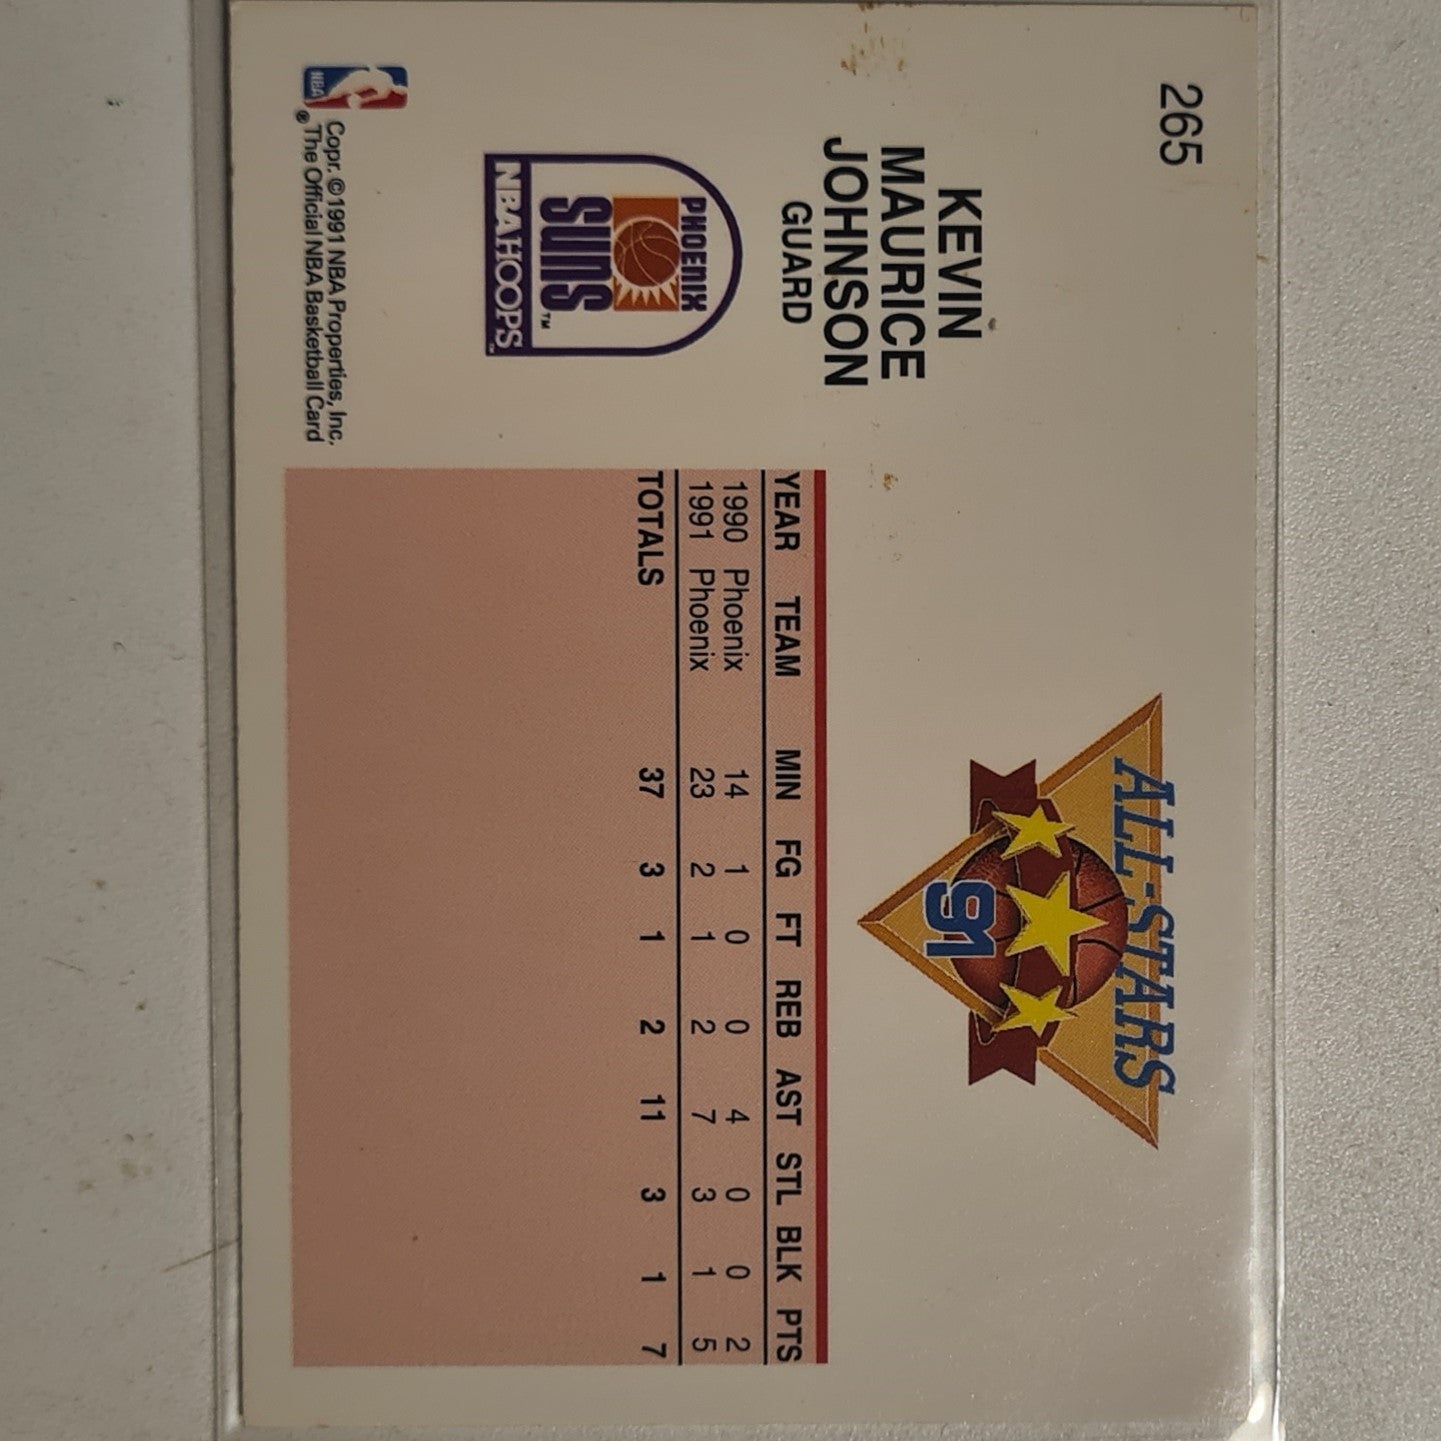 265
ALL-STARS
91
KEVIN
MAURICE
JOHNSON
GUARD
PHOENIX
SUNS™
NBA HOOPS™
NBA
®
Copr. ©1991 NBA Properties, Inc.
The Official NBA Basketball Card
YEAR TEAM MIN FG FT REB AST STL BLK PTS
1990 Phoenix 14 1 0 0 4 0 0 2
1991 Phoenix 23 2 1 2 7 3 1 5
TOTALS 37 3 1 2 11 3 1 7